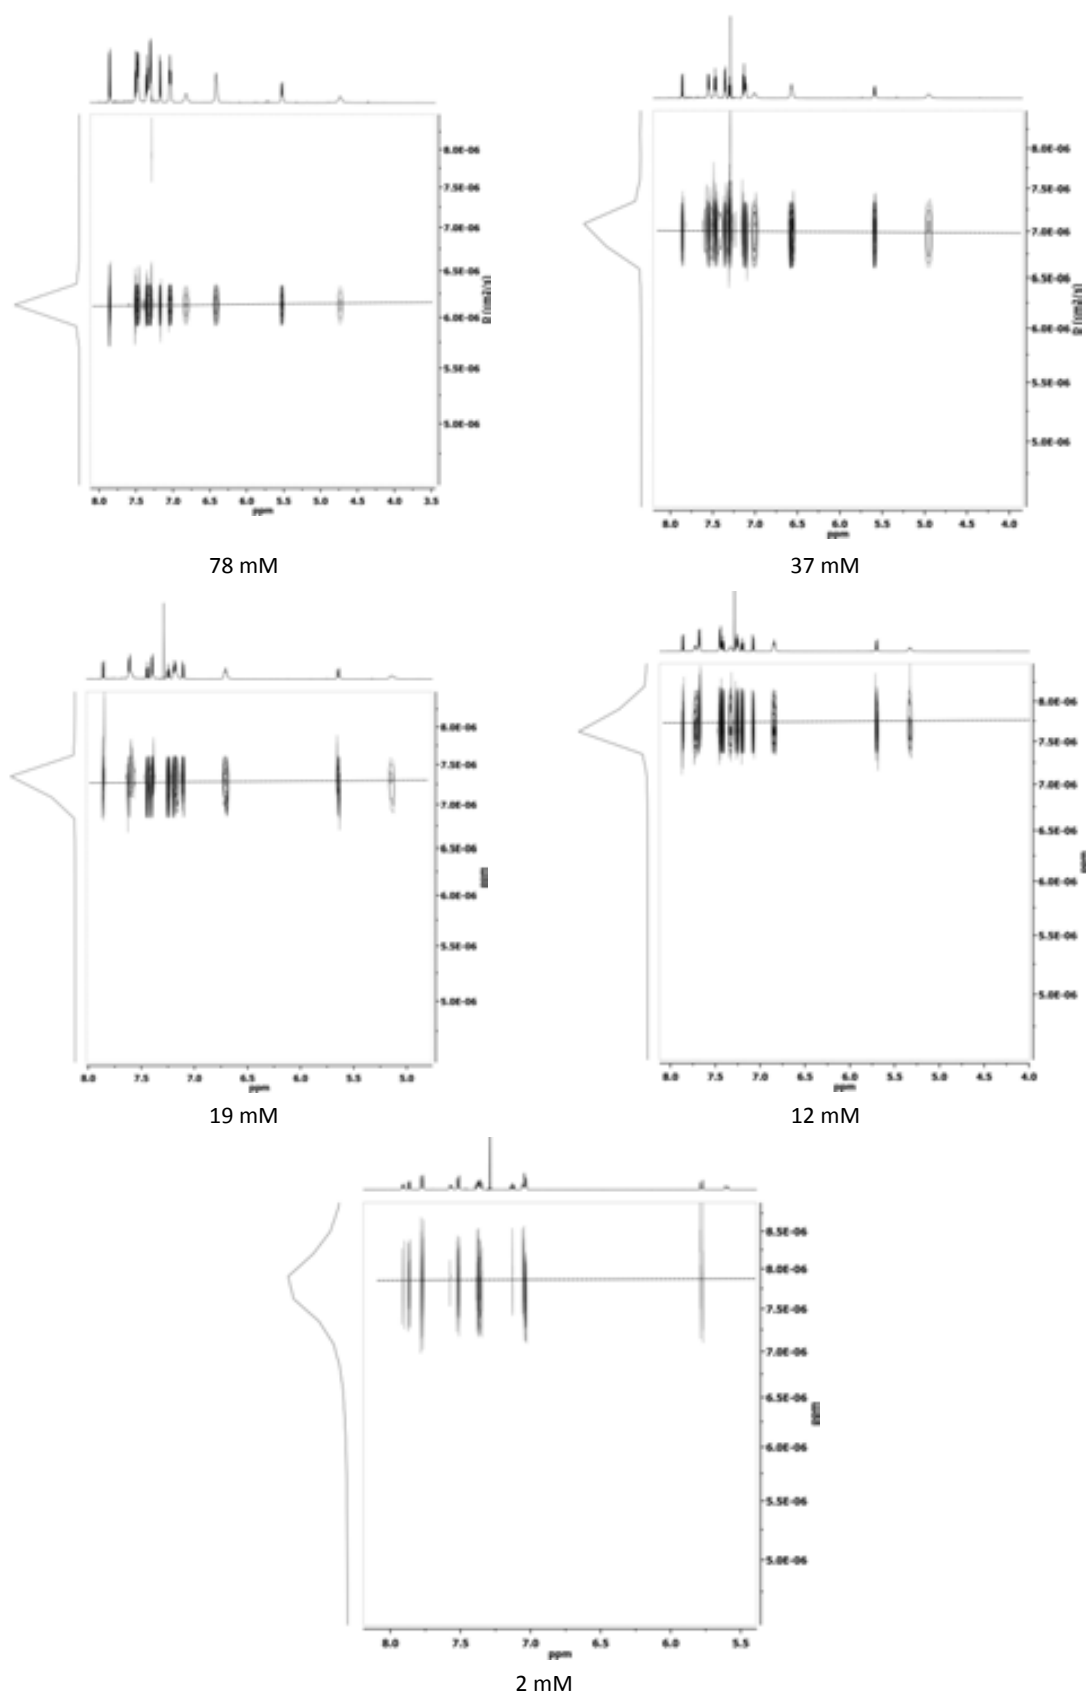 8.0E-06
7.5E-06
7.0E-06
6.5E-06
6.0E-06
5.5E-06
5.0E-06
D (cm2/s)
8.0 7.5 7.0 6.5 6.0 5.5 5.0 4.5 4.0 3.5
ppm
78 mM
8.0E-06
7.5E-06
7.0E-06
6.5E-06
6.0E-06
5.5E-06
5.0E-06
D (cm2/s)
8.0 7.5 7.0 6.5 6.0 5.5 5.0 4.5 4.0
ppm
37 mM
8.0E-06
7.5E-06
7.0E-06
6.5E-06
6.0E-06
5.5E-06
5.0E-06
ppm
8.0 7.5 7.0 6.5 6.0 5.5 5.0
ppm
19 mM
8.0E-06
7.5E-06
7.0E-06
6.5E-06
6.0E-06
5.5E-06
5.0E-06
ppm
8.0 7.5 7.0 6.5 6.0 5.5 5.0 4.5 4.0
ppm
12 mM
8.5E-06
8.0E-06
7.5E-06
7.0E-06
6.5E-06
6.0E-06
5.5E-06
5.0E-06
ppm
8.0 7.5 7.0 6.5 6.0 5.5
ppm
2 mM